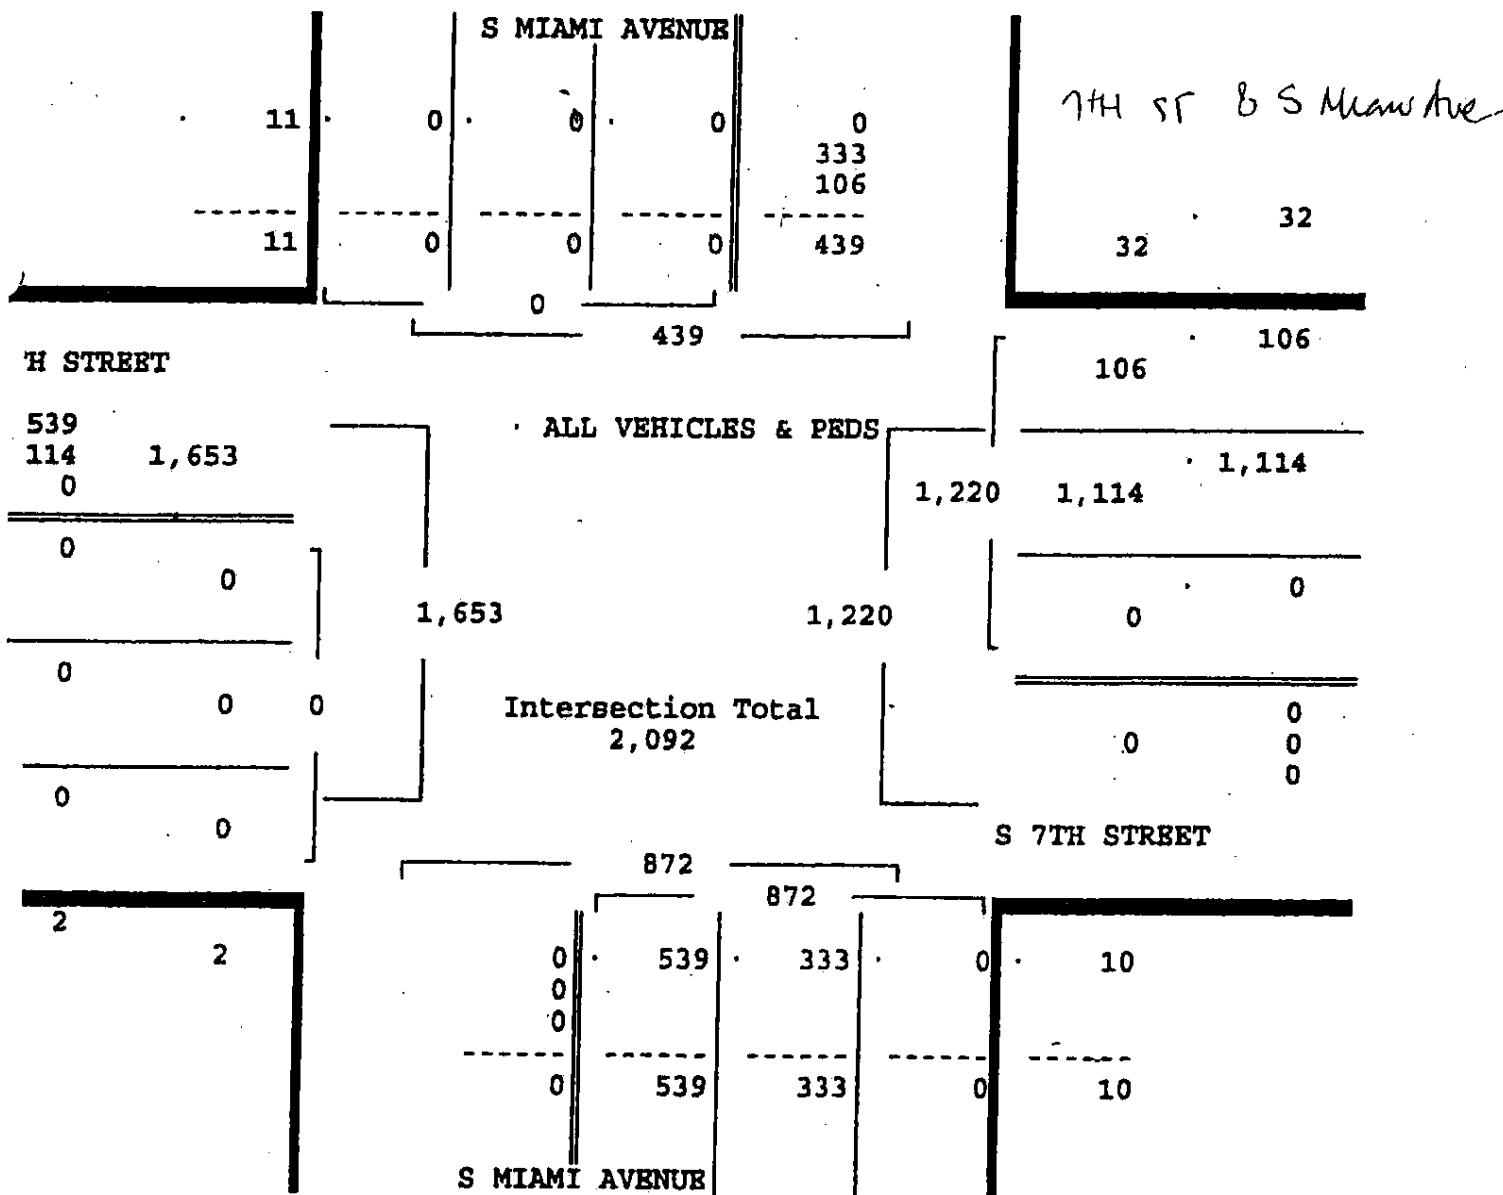 S MIAMI AVENUE
7TH ST & S Miami Ave
11 0 0 0 0
333
106
32
11 0 0 0 439
32
0
439
106
'H STREET
106
539
ALL VEHICLES & PEDS
114 1,653
1,114
0
1,220 1,114
0
0
0
1,653 1,220
0
0
0 0
Intersection Total
0
2,092
0 0
0
0
0
S 7TH STREET
872
872
2
2
0 539 333 0 10
0
0
0 539 333 0 10
S MIAMI AVENUE